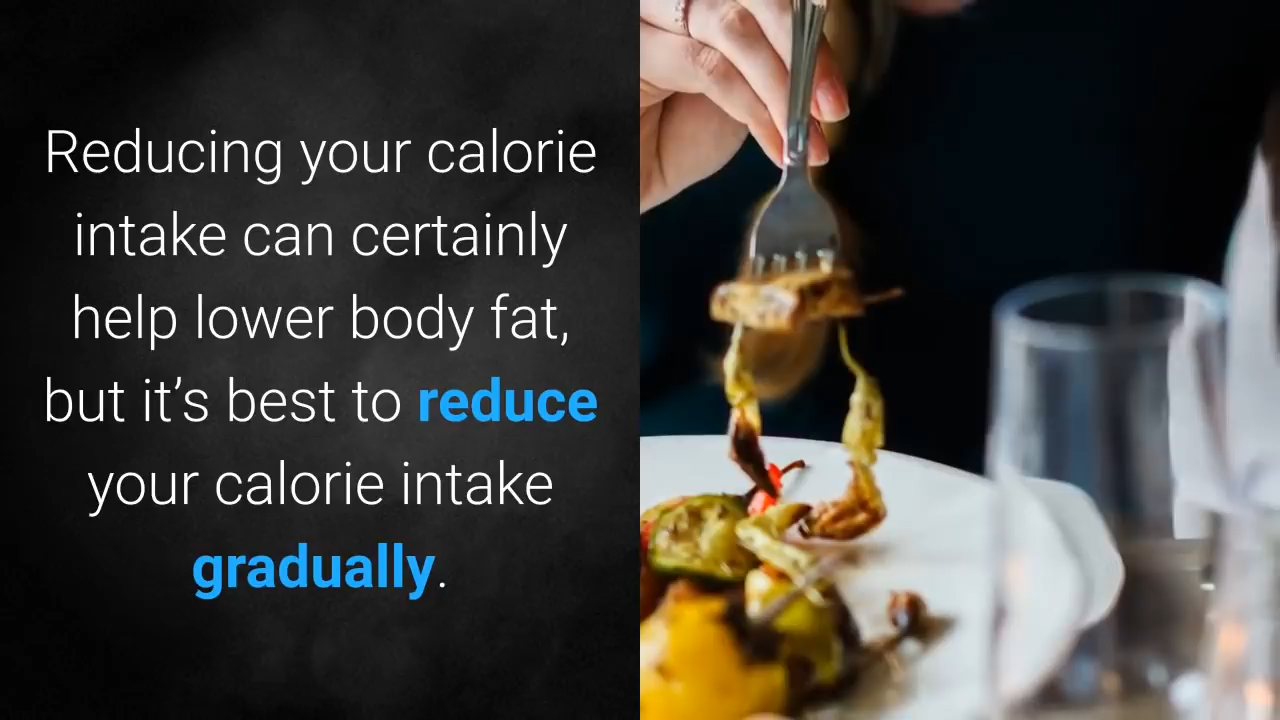 Reducing your calorie
intake can certainly
help lower body fat,
but it’s best to reduce
your calorie intake
gradually.